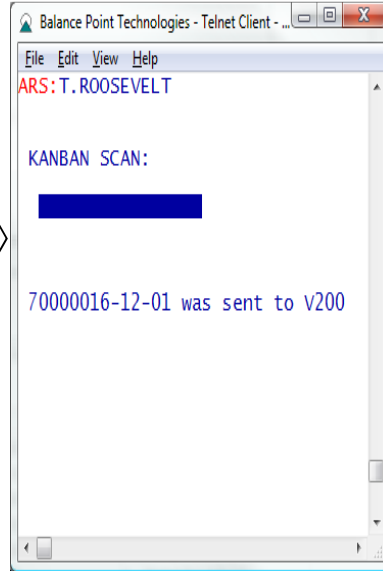 Balance Point Technologies - Telnet Client - ...
File Edit View Help
ARS:T.ROOSEVELT
KANBAN SCAN:
70000016-12-01 was sent to V200